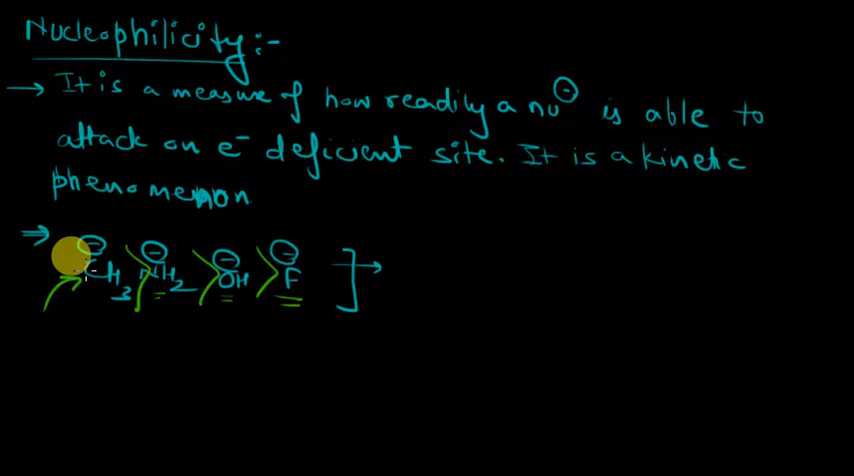 Nucleophilicity :-
→ It is a measure of how readily a nu⊖ is able to
attack on e⁻ deficient site. It is a kinetic
phenomenon
⇒ ⊖CH₃ > ⊖NH₂ > ⊖OH > ⊖F ] →